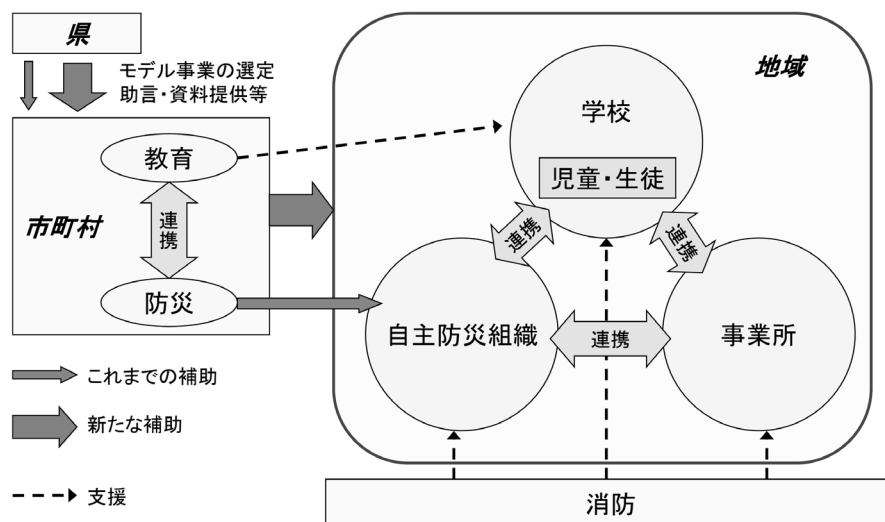 県
モデル事業の選定
助言・資料提供等
地域
学校
児童・生徒
教育
連携
市町村
防災
連携
連携
自主防災組織
連携
事業所
これまでの補助
新たな補助
支援
消防